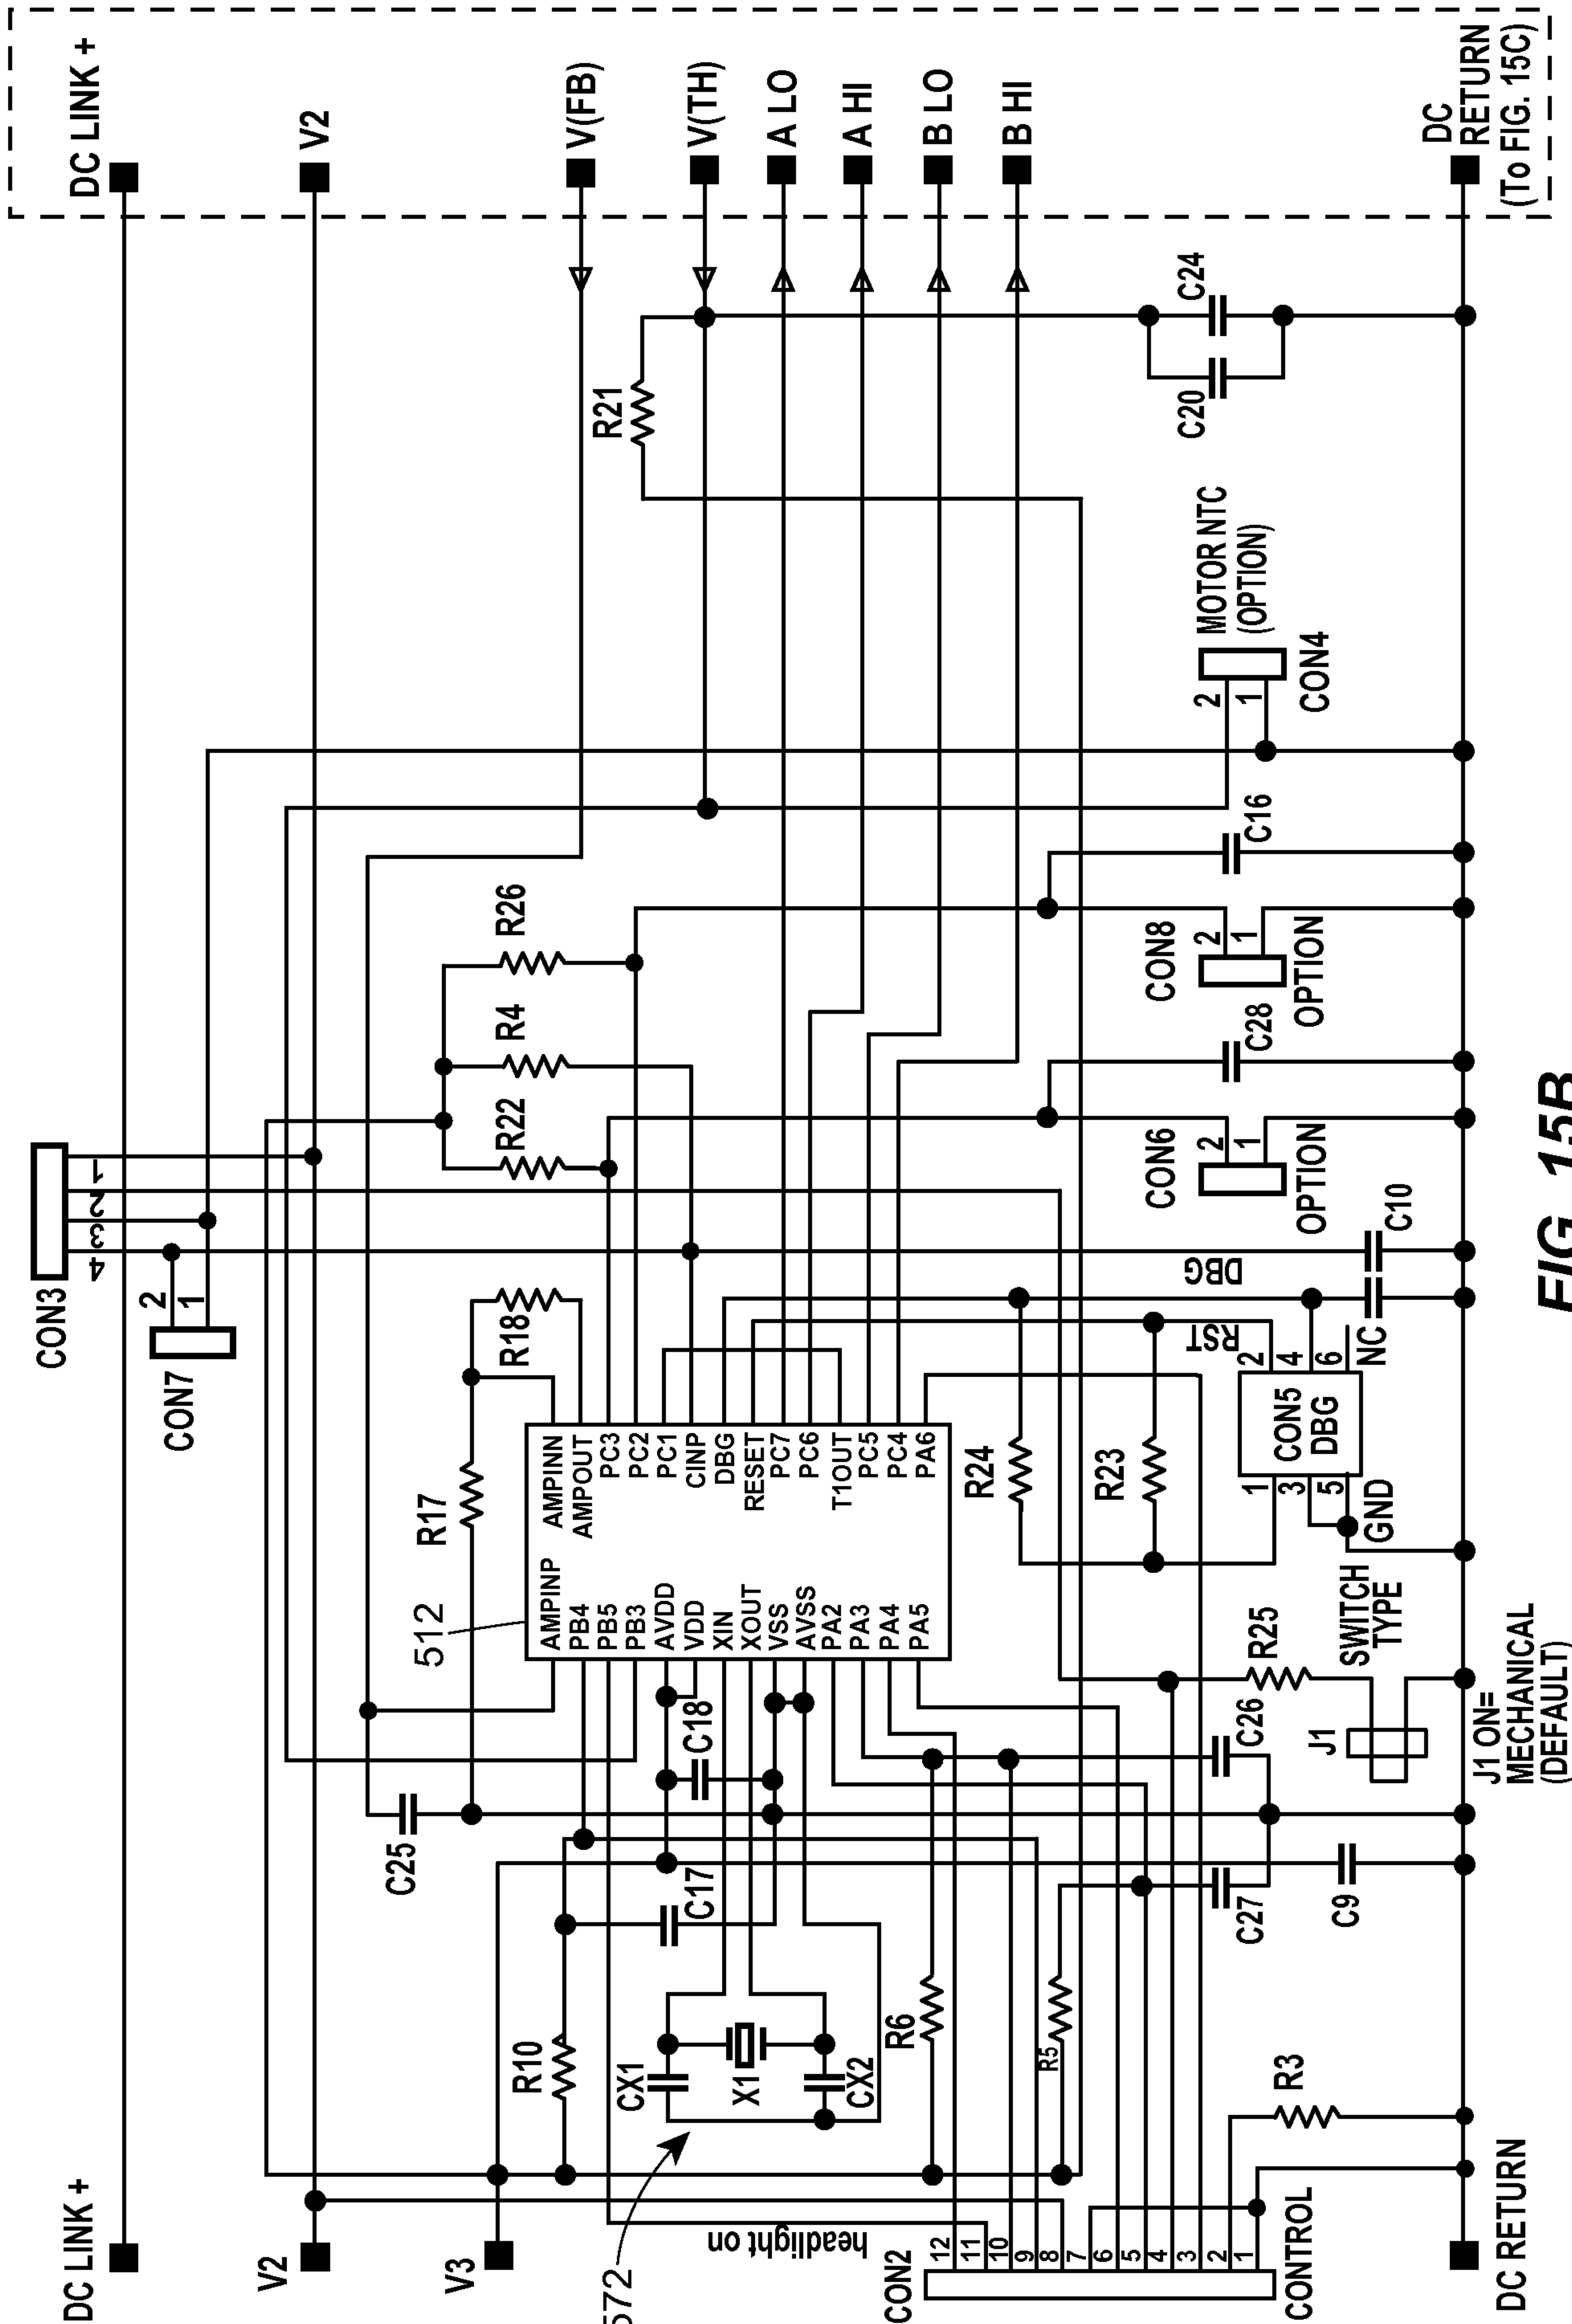 DC LINK +
V2
V3
DC RETURN
DC LINK +
V2
V(FB)
V(TH)
A LO
A HI
B LO
B HI
DC
RETURN
(To FIG. 15C)
CON3
4
3
2
1
CON7
2
1
C25
R17
R18
R22
R4
R26
R21
512
AMPINP
PB4
PB5
PB3
AVDD
VDD
XIN
XOUT
VSS
AVSS
PA2
PA3
PA4
PA5
AMPINN
AMPOUT
PC3
PC2
PC1
CINP
DBG
RESET
PC7
PC6
T1OUT
PC5
PC4
PA6
R10
C17
C18
CX1
X1
CX2
572
headlight on
R6
R5
R3
CON2
12
11
10
9
8
7
6
5
4
3
2
1
CONTROL
C27
C26
C9
R25
J1
SWITCH
TYPE
J1 ON=
MECHANICAL
(DEFAULT)
R24
R23
RST
DBG
CON5
DBG
1
3
5
2
4
6
GND
NC
C10
CON6
2
1
OPTION
C28
CON8
2
1
OPTION
C16
MOTOR NTC
(OPTION)
2
1
CON4
C20
C24
FIG. 15B